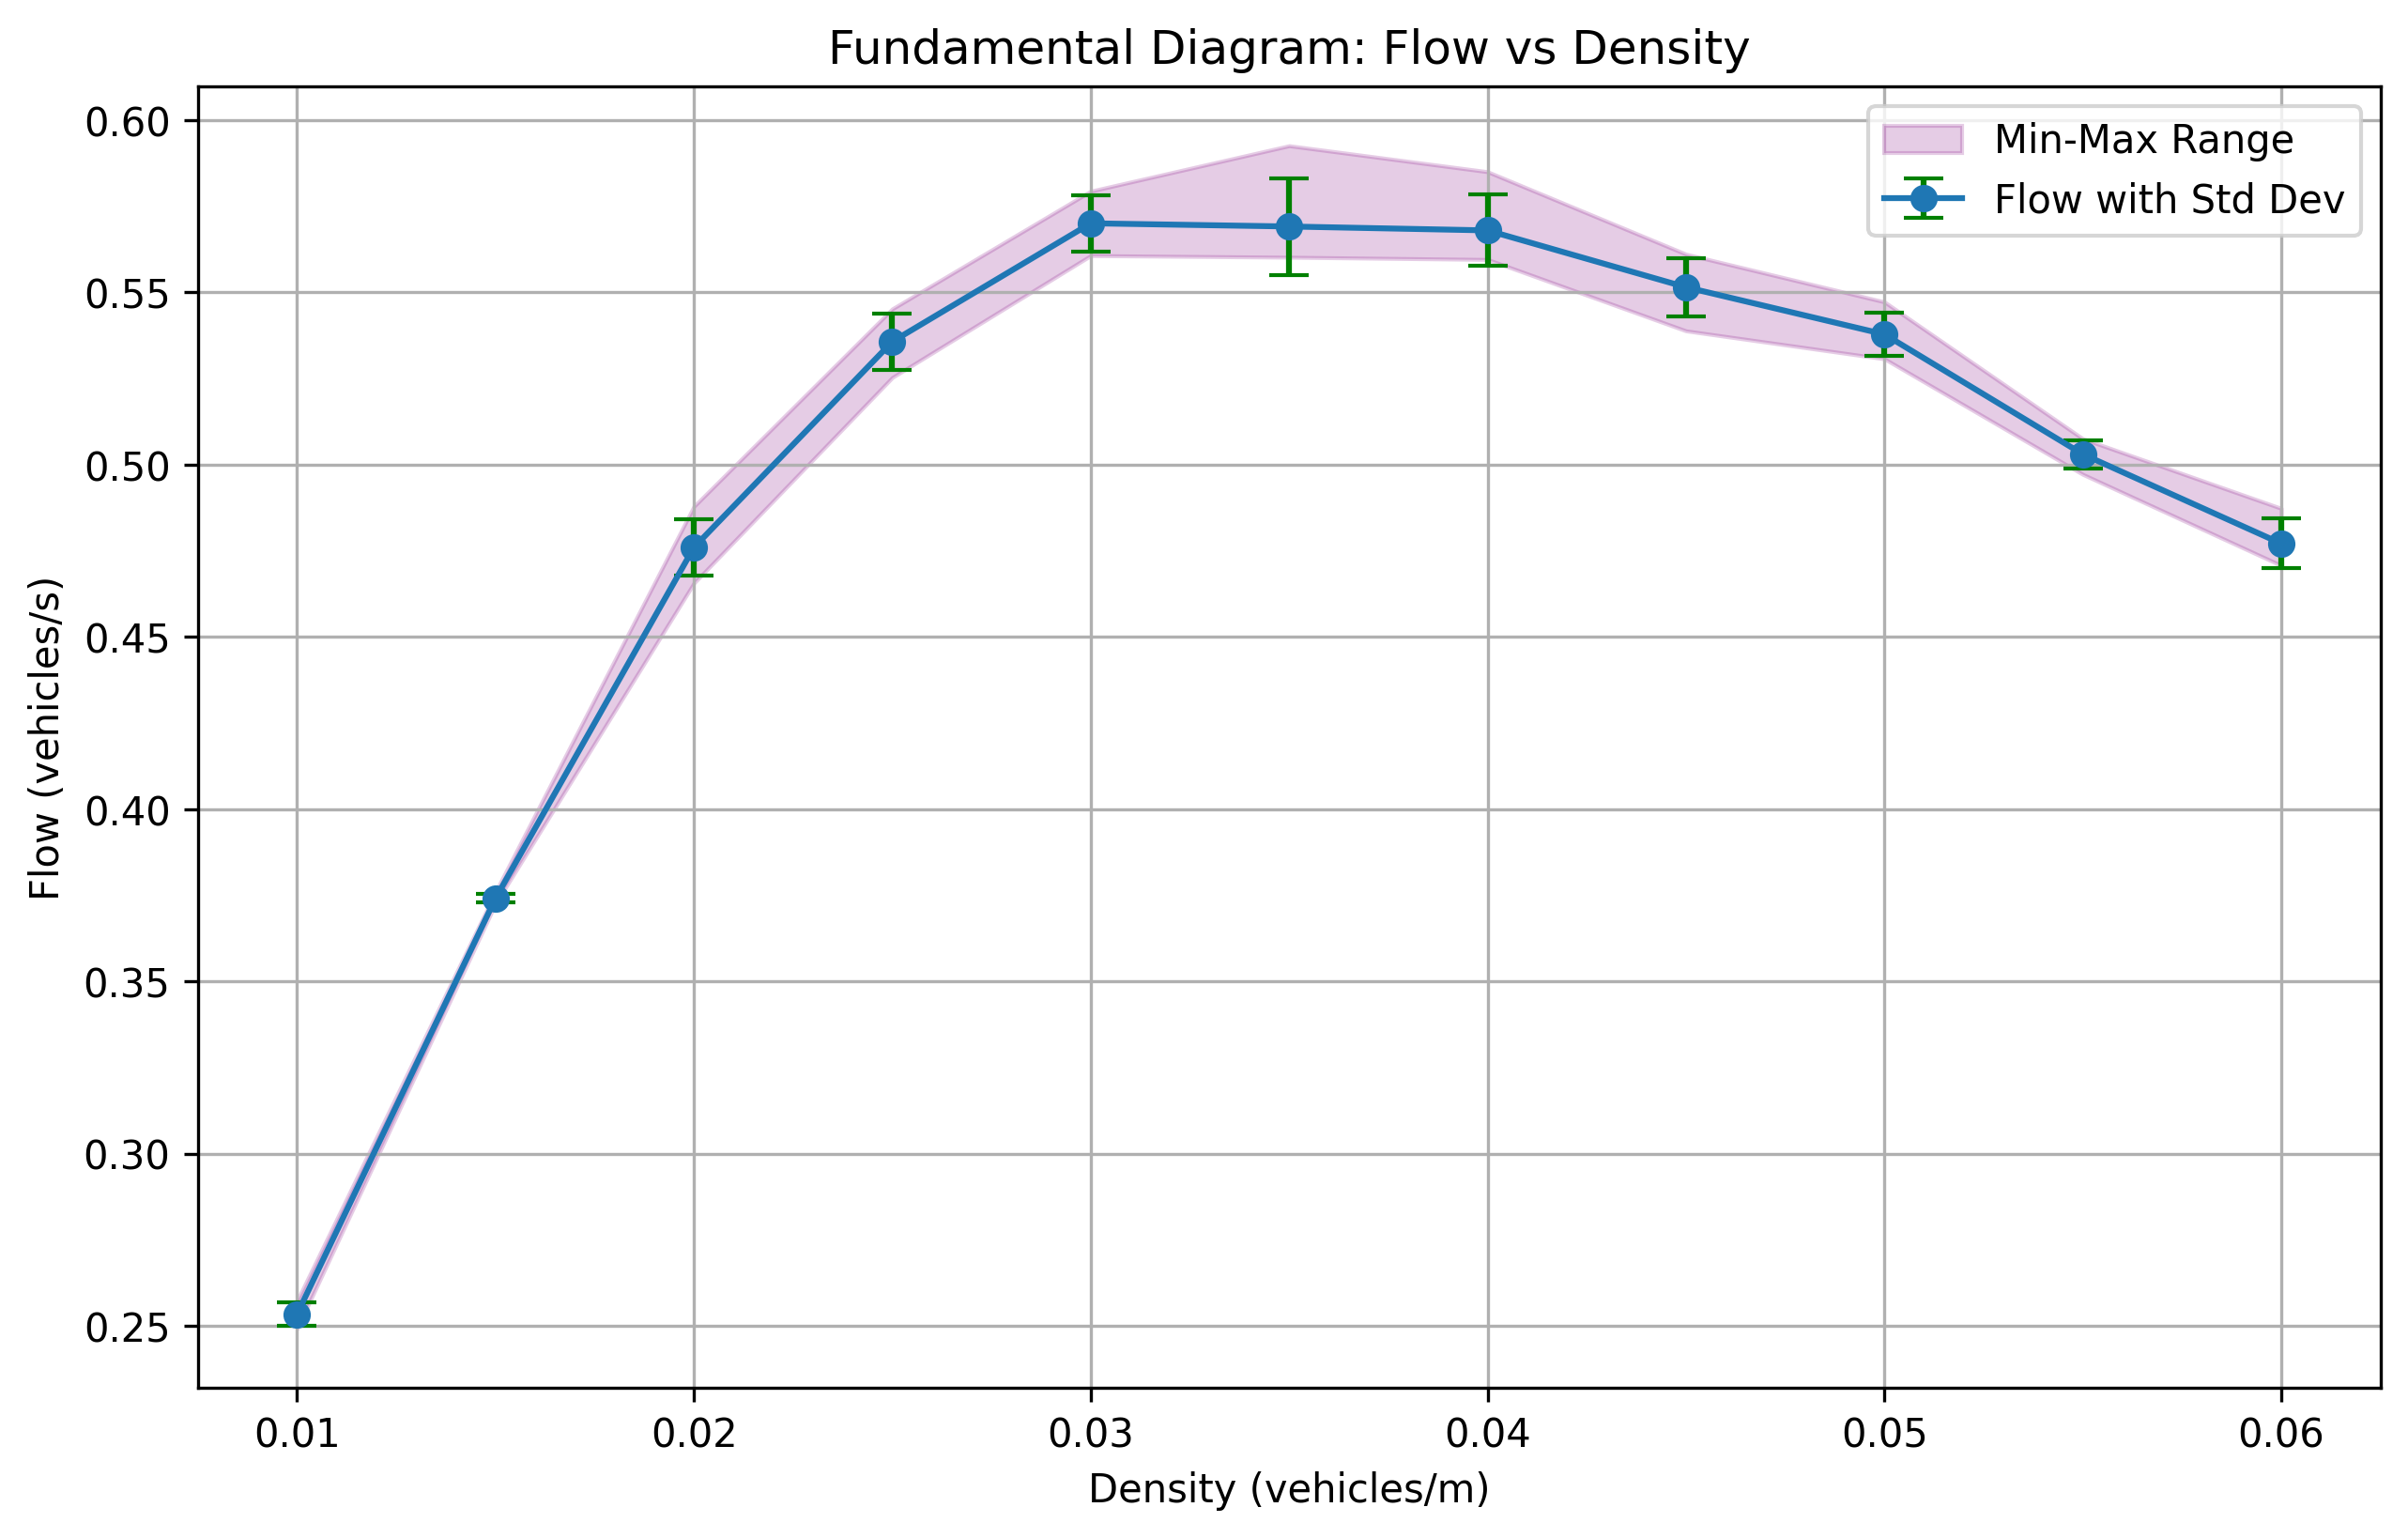 Fundamental Diagram: Flow vs Density
Min-Max Range
Flow with Std Dev
Flow (vehicles/s)
0.60
0.55
0.50
0.45
0.40
0.35
0.30
0.25
0.01 0.02 0.03 0.04 0.05 0.06
Density (vehicles/m)